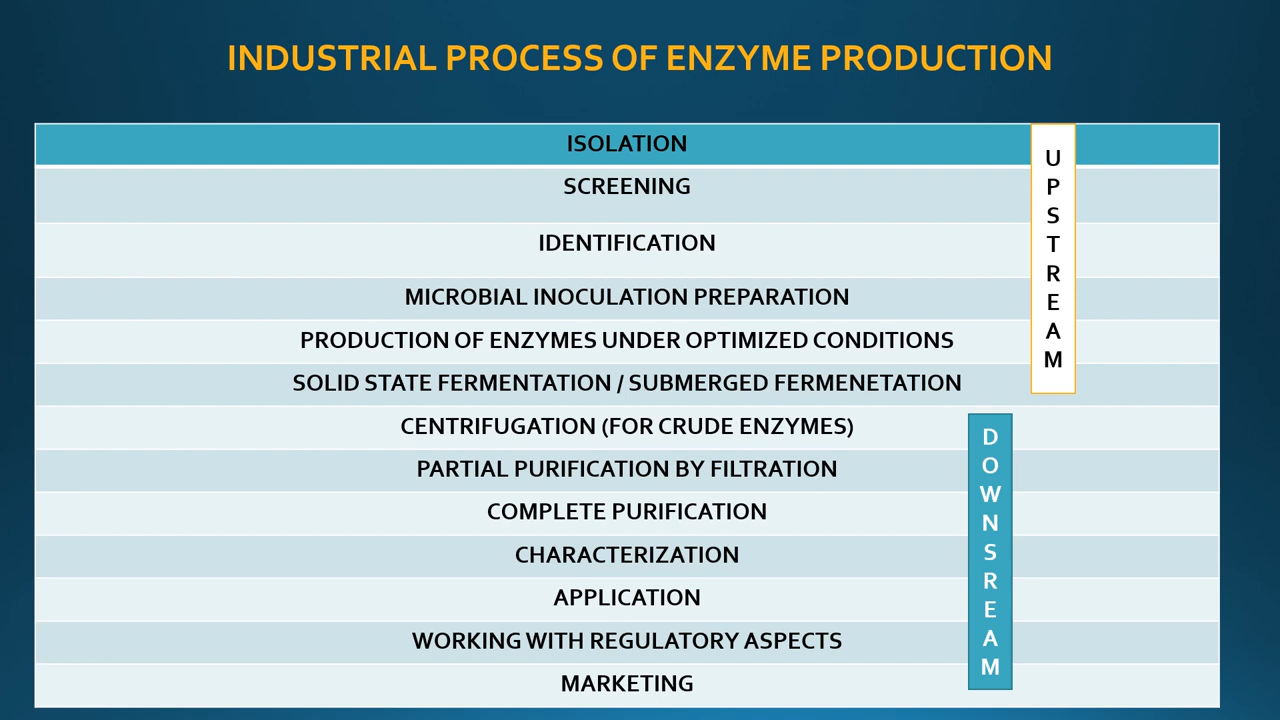 INDUSTRIAL PROCESS OF ENZYME PRODUCTION
ISOLATION
SCREENING
IDENTIFICATION
MICROBIAL INOCULATION PREPARATION
PRODUCTION OF ENZYMES UNDER OPTIMIZED CONDITIONS
SOLID STATE FERMENTATION / SUBMERGED FERMENETATION
CENTRIFUGATION (FOR CRUDE ENZYMES)
PARTIAL PURIFICATION BY FILTRATION
COMPLETE PURIFICATION
CHARACTERIZATION
APPLICATION
WORKING WITH REGULATORY ASPECTS
MARKETING
UPSTREAM
DOWNSREAM